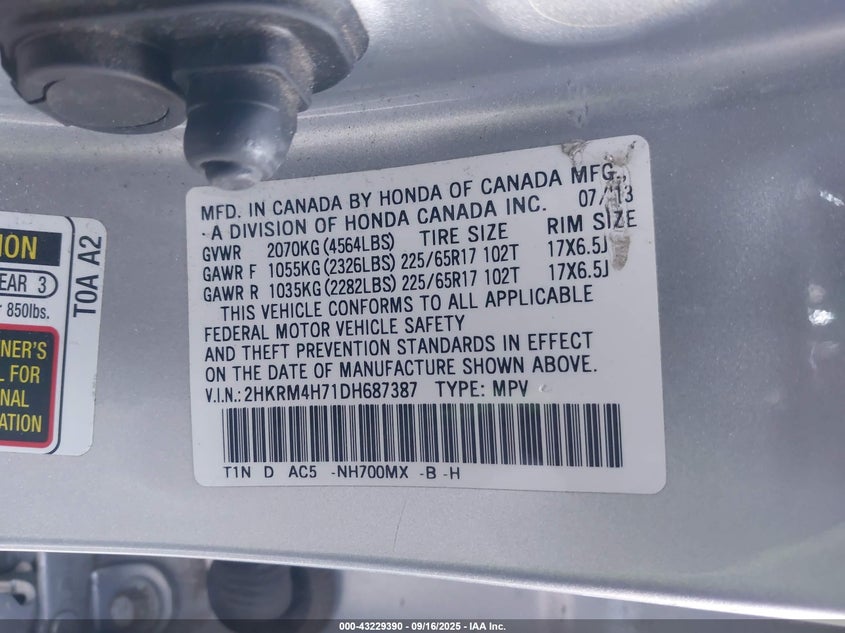 MFD. IN CANADA BY HONDA OF CANADA MFG.,
- A DIVISION OF HONDA CANADA INC. 07/13
GVWR 2070KG(4564LBS) TIRE SIZE RIM SIZE
GAWR F 1055KG(2326LBS) 225/65R17 102T 17X6.5J
GAWR R 1035KG(2282LBS) 225/65R17 102T 17X6.5J
THIS VEHICLE CONFORMS TO ALL APPLICABLE
FEDERAL MOTOR VEHICLE SAFETY
AND THEFT PREVENTION STANDARDS IN EFFECT
ON THE DATE OF MANUFACTURE SHOWN ABOVE.
V.I.N.: 2HKRM4H71DH687387 TYPE: MPV
T1N D AC5 -NH700MX -B -H
ION
EAR 3
850lbs.
NER'S
L FOR
NAL
ATION
T0A A2
000-43229390 - 09/16/2025 - IAA Inc.